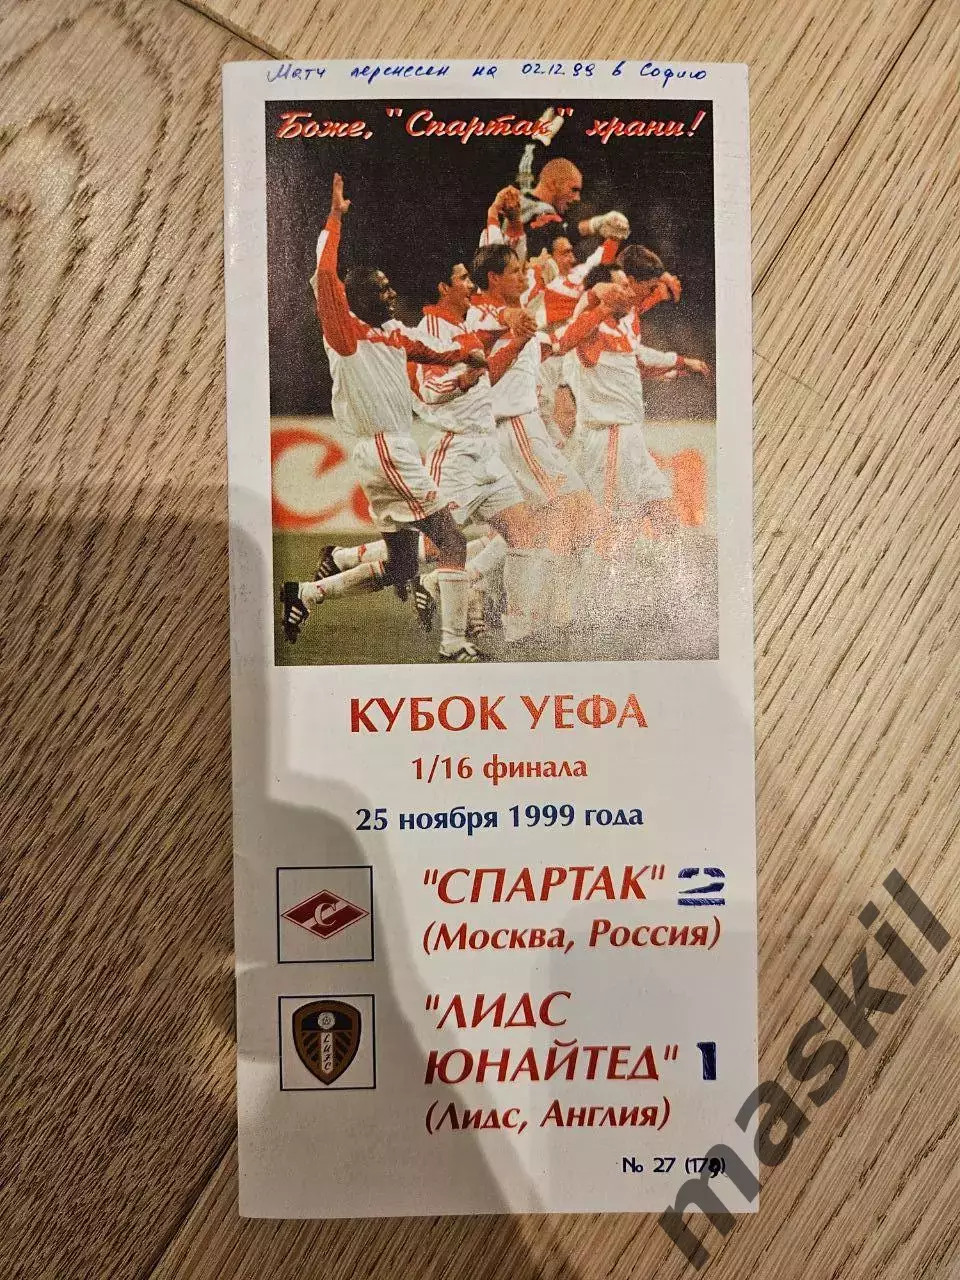 Матч перенесен на 02.12.99 в Софию
Боже, "Спартак" храни!
КУБОК УЕФА
1/16 финала
25 ноября 1999 года
"СПАРТАК" 2
(Москва, Россия)
С
"ЛИДС
ЮНАЙТЕД" 1
(Лидс, Англия)
LUFC
№ 27 (179)
maskil